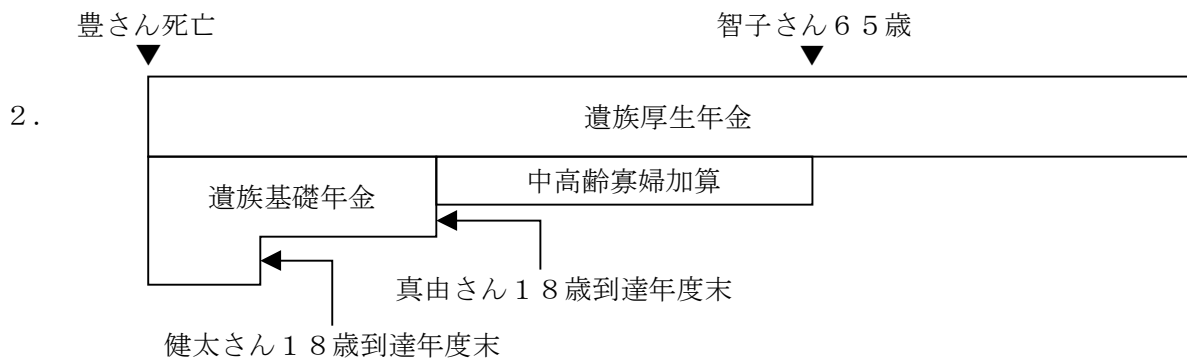 豊さん死亡
智子さん６５歳
２．
遺族厚生年金
遺族基礎年金
中高齢寡婦加算
真由さん１８歳到達年度末
健太さん１８歳到達年度末